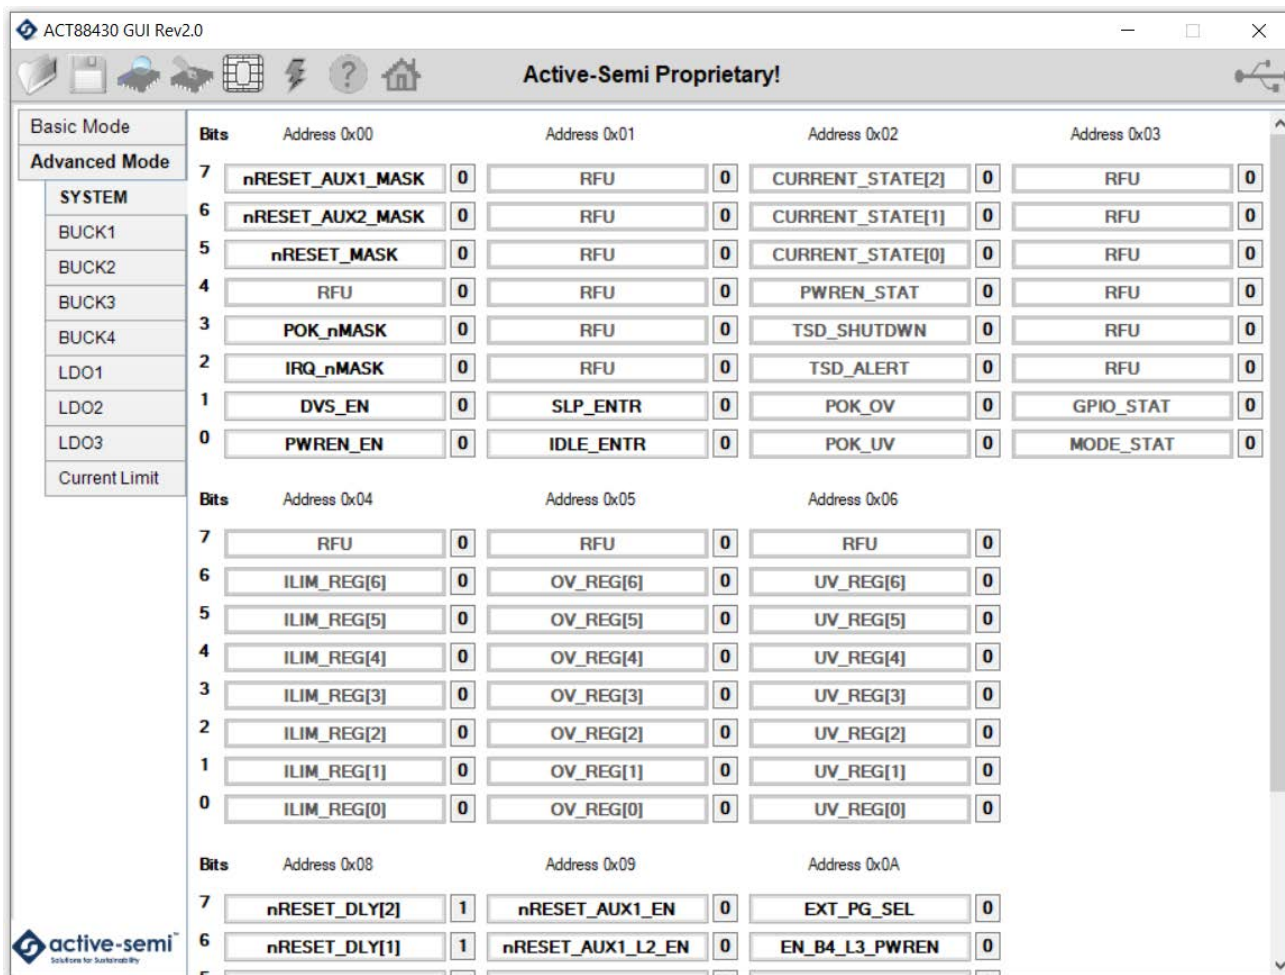 ACT88430 GUI Rev2.0
Active-Semi Proprietary!
Basic Mode
Advanced Mode
SYSTEM
BUCK1
BUCK2
BUCK3
BUCK4
LDO1
LDO2
LDO3
Current Limit
Bits Address 0x00 Address 0x01 Address 0x02 Address 0x03
7 nRESET_AUX1_MASK 0 RFU 0 CURRENT_STATE[2] 0 RFU 0
6 nRESET_AUX2_MASK 0 RFU 0 CURRENT_STATE[1] 0 RFU 0
5 nRESET_MASK 0 RFU 0 CURRENT_STATE[0] 0 RFU 0
4 RFU 0 RFU 0 PWREN_STAT 0 RFU 0
3 POK_nMASK 0 RFU 0 TSD_SHUTDWN 0 RFU 0
2 IRQ_nMASK 0 RFU 0 TSD_ALERT 0 RFU 0
1 DVS_EN 0 SLP_ENTR 0 POK_OV 0 GPIO_STAT 0
0 PWREN_EN 0 IDLE_ENTR 0 POK_UV 0 MODE_STAT 0
Bits Address 0x04 Address 0x05 Address 0x06
7 RFU 0 RFU 0 RFU 0
6 ILIM_REG[6] 0 OV_REG[6] 0 UV_REG[6] 0
5 ILIM_REG[5] 0 OV_REG[5] 0 UV_REG[5] 0
4 ILIM_REG[4] 0 OV_REG[4] 0 UV_REG[4] 0
3 ILIM_REG[3] 0 OV_REG[3] 0 UV_REG[3] 0
2 ILIM_REG[2] 0 OV_REG[2] 0 UV_REG[2] 0
1 ILIM_REG[1] 0 OV_REG[1] 0 UV_REG[1] 0
0 ILIM_REG[0] 0 OV_REG[0] 0 UV_REG[0] 0
Bits Address 0x08 Address 0x09 Address 0x0A
7 nRESET_DLY[2] 1 nRESET_AUX1_EN 0 EXT_PG_SEL 0
6 nRESET_DLY[1] 1 nRESET_AUX1_L2_EN 0 EN_B4_L3_PWREN 0
active-semi
Solutions for Sustainability